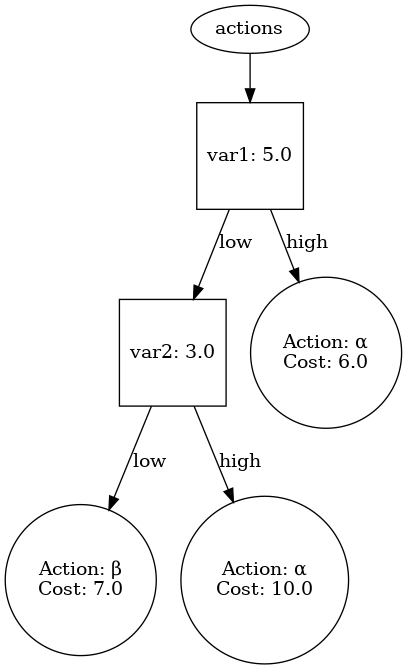 actions
var1: 5.0
low
high
var2: 3.0
Action: α
Cost: 6.0
low
high
Action: β
Cost: 7.0
Action: α
Cost: 10.0